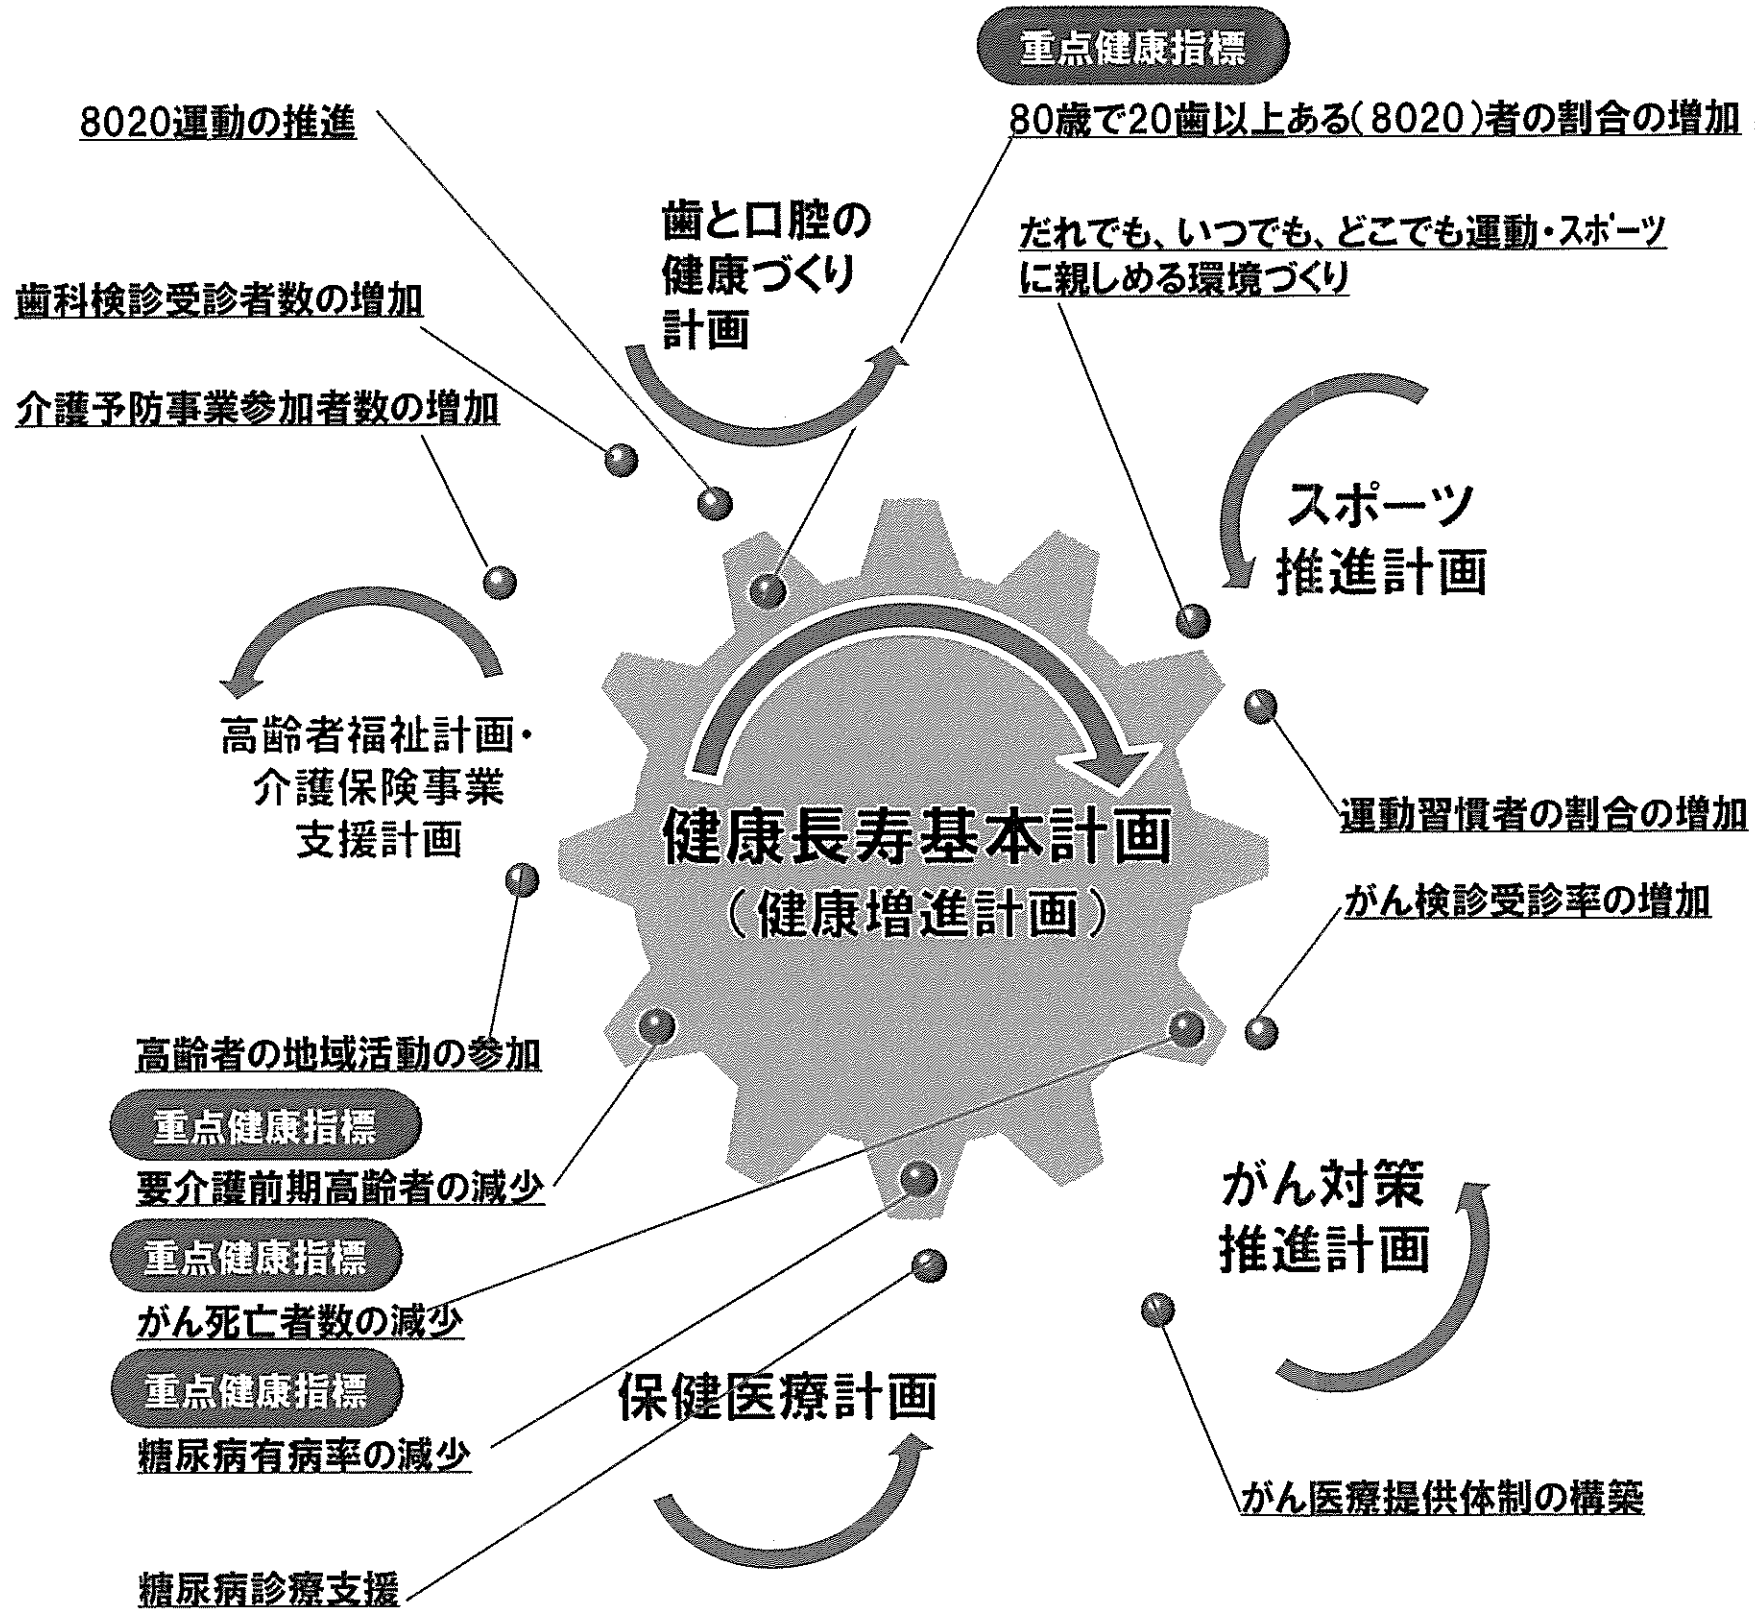 重点健康指標
8020運動の推進
80歳で20歯以上ある(8020)者の割合の増加
歯と口腔の
健康づくり
計画
だれでも、いつでも、どこでも運動・スポーツ
に親しめる環境づくり
歯科検診受診者数の増加
介護予防事業参加者数の増加
スポーツ
推進計画
高齢者福祉計画・
介護保険事業
支援計画
健康長寿基本計画
(健康増進計画)
運動習慣者の割合の増加
がん検診受診率の増加
高齢者の地域活動の参加
重点健康指標
要介護前期高齢者の減少
重点健康指標
がん死亡者数の減少
重点健康指標
糖尿病有病率の減少
糖尿病診療支援
保健医療計画
がん対策
推進計画
がん医療提供体制の構築